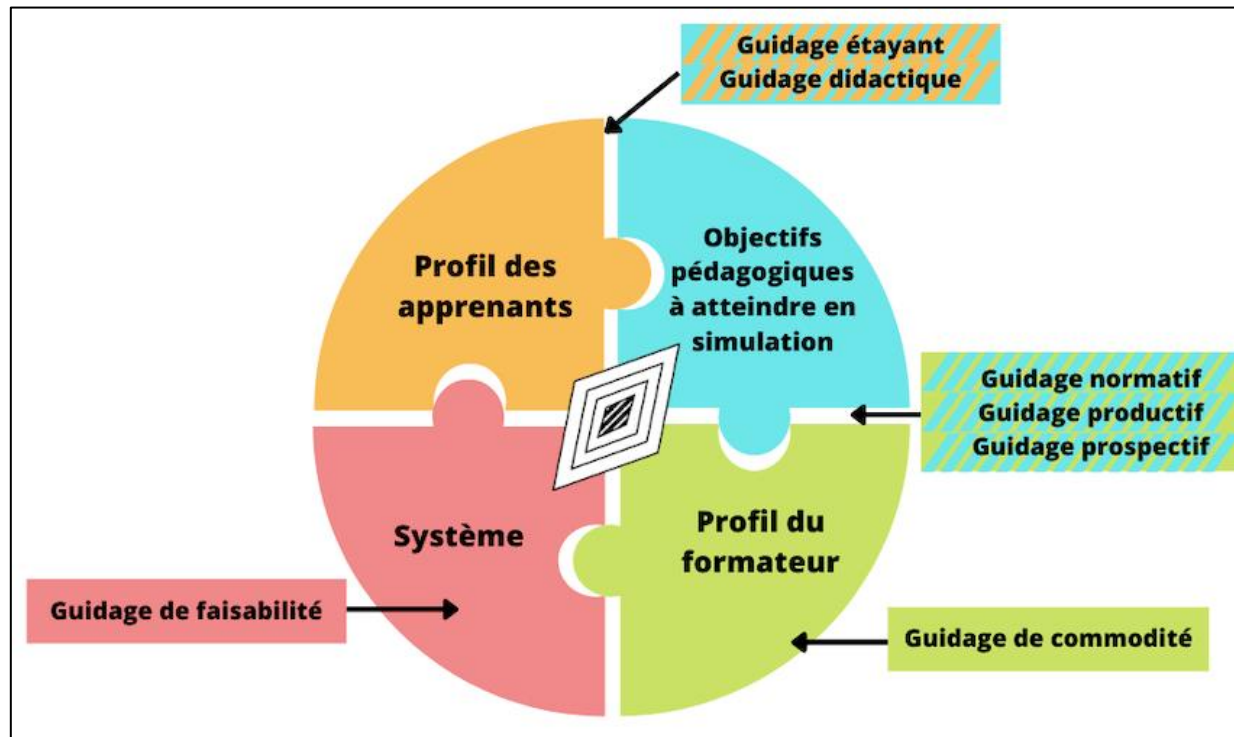 Guidage étayant
Guidage didactique
Profil des
apprenants
Objectifs
pédagogiques
à atteindre en
simulation
Guidage normatif
Guidage productif
Guidage prospectif
Système
Profil du
formateur
Guidage de faisabilité
Guidage de commodité